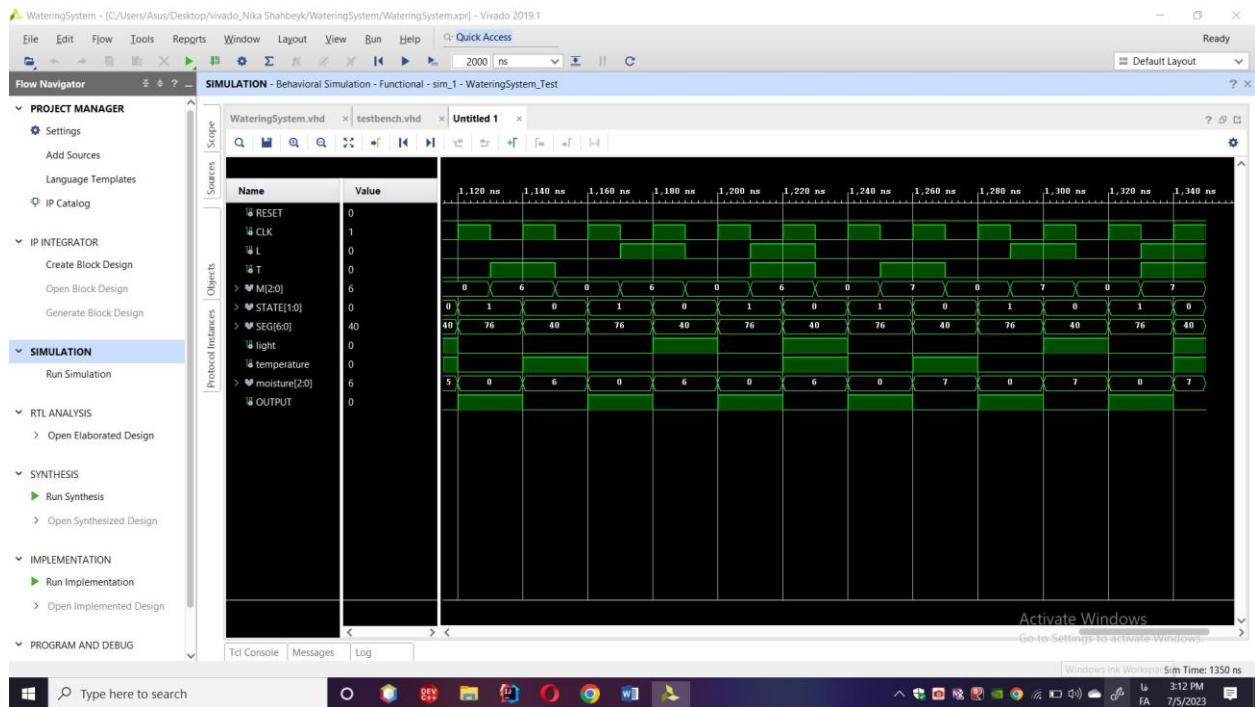 WateringSystem - [C:/Users/Asus/Desktop/vivado_Nika Shahbeyk/WateringSystem/WateringSystem.xpr] - Vivado 2019.1
File Edit Flow Tools Reports Window Layout View Run Help Quick Access
Ready
2000 ns
Default Layout
Flow Navigator
SIMULATION - Behavioral Simulation - Functional - sim_1 - WateringSystem_Test
PROJECT MANAGER
Settings
Add Sources
Language Templates
IP Catalog
IP INTEGRATOR
Create Block Design
Open Block Design
Generate Block Design
SIMULATION
Run Simulation
RTL ANALYSIS
Open Elaborated Design
SYNTHESIS
Run Synthesis
Open Synthesized Design
IMPLEMENTATION
Run Implementation
Open Implemented Design
PROGRAM AND DEBUG
Scope
Sources
Objects
Protocol Instances
WateringSystem.vhd testbench.vhd Untitled 1
Name Value 1,120 ns 1,140 ns 1,160 ns 1,180 ns 1,200 ns 1,220 ns 1,240 ns 1,260 ns 1,280 ns 1,300 ns 1,320 ns 1,340 ns
RESET 0
CLK 1
L 0
T 0
M[2:0] 6 0 6 0 6 0 6 0 7 0 7 0 7
STATE[1:0] 0 0 1 0 1 0 1 0 1 0 1 0 1 0
SEG[6:0] 40 40 76 40 76 40 76 40 76 40 76 40 76 40
light 0
temperature 0
moisture[2:0] 6 5 0 6 0 6 0 6 0 7 0 7 0 7
OUTPUT 0
Activate Windows
Go to Settings to activate Windows.
Tcl Console Messages Log
Windows Ink Workspac
Sim Time: 1350 ns
Type here to search
DEV
C++
فا
FA
3:12 PM
7/5/2023